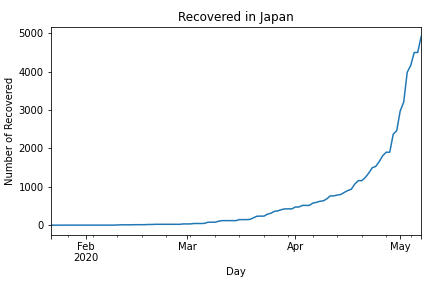 Recovered in Japan
Number of Recovered
5000
4000
3000
2000
1000
0
Feb
2020
Mar
Apr
May
Day